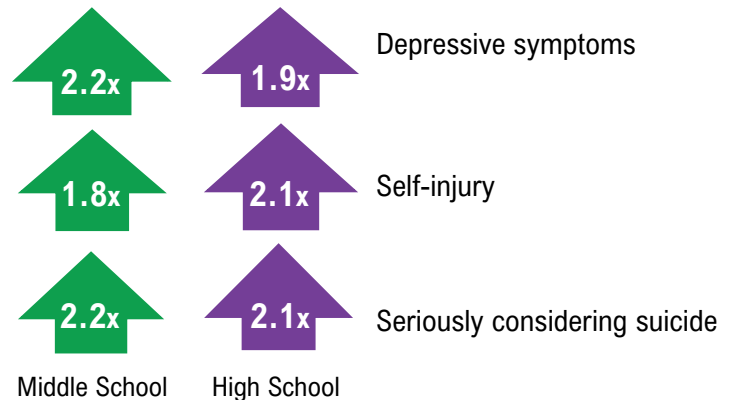 2.2x 1.9x Depressive symptoms
1.8x 2.1x Self-injury
2.2x 2.1x Seriously considering suicide
Middle School High School